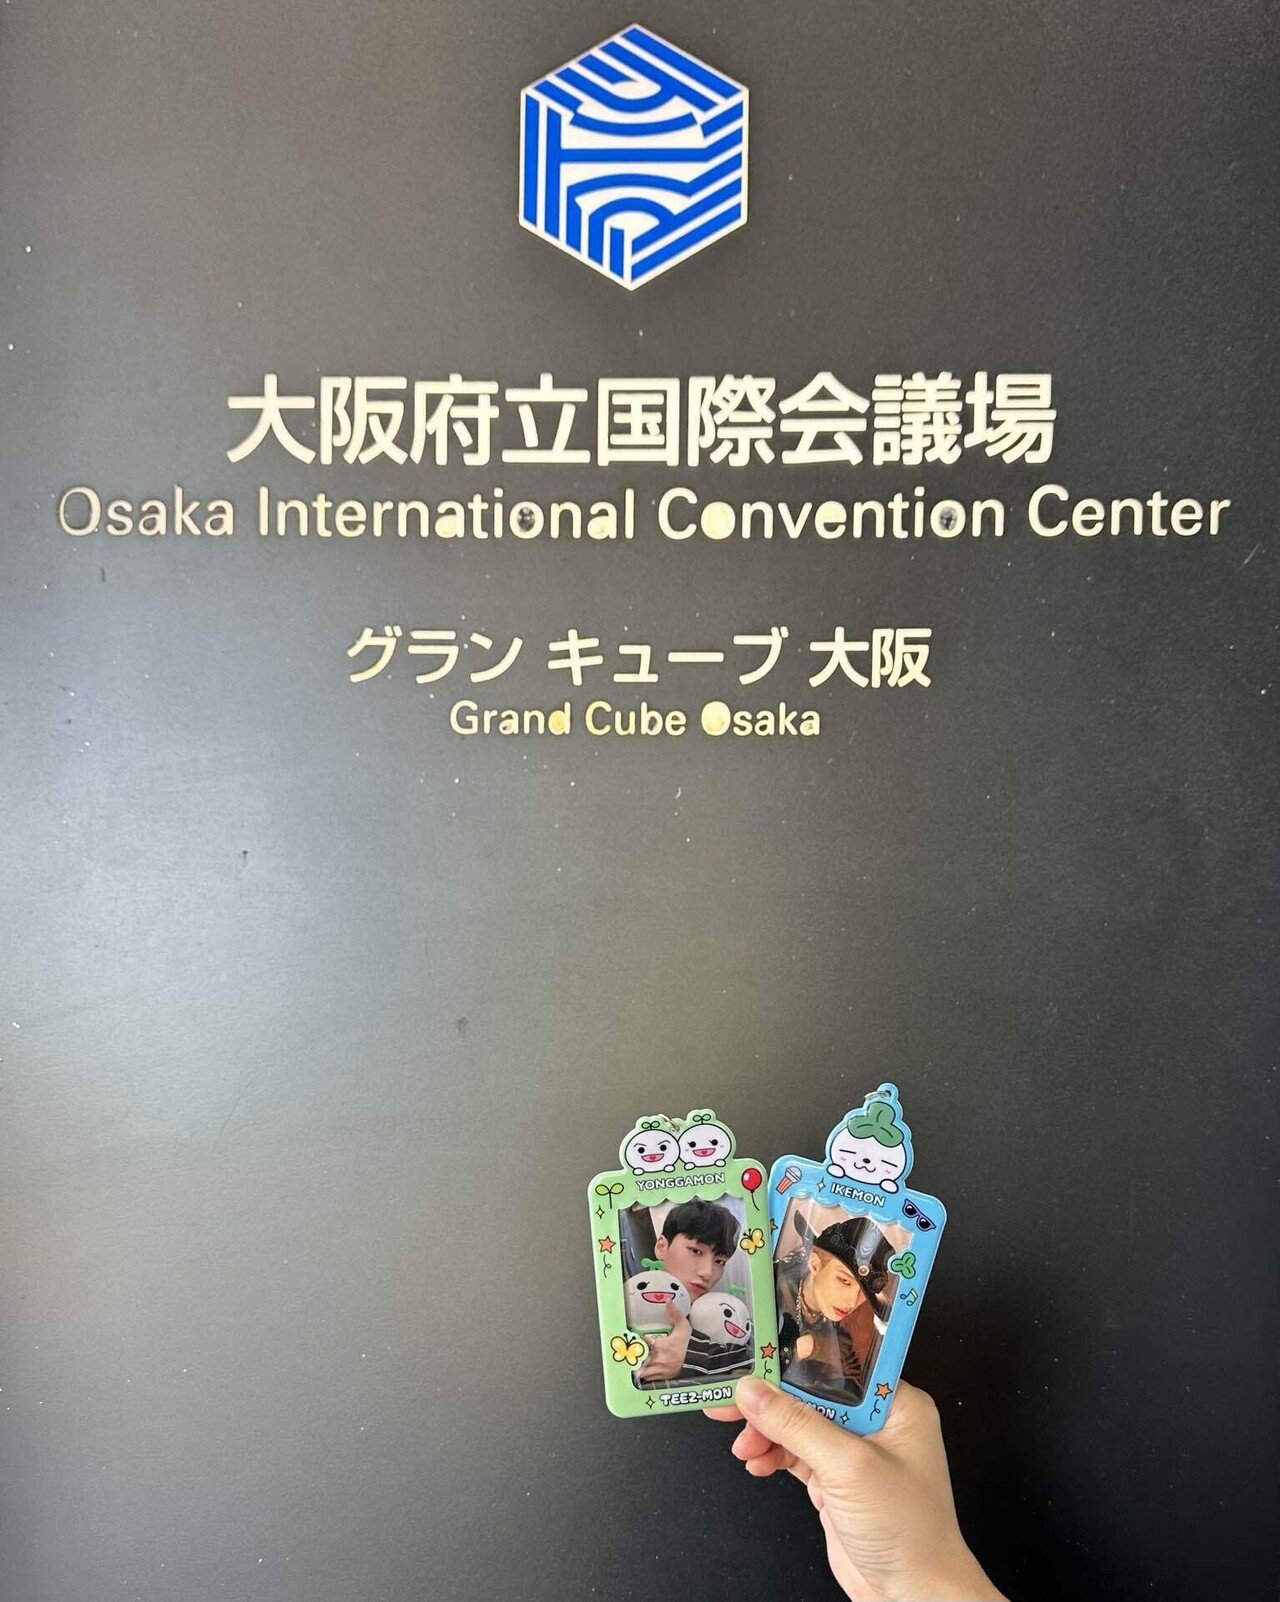 大阪府立国際会議場
Osaka International Convention Center
グラン キューブ 大阪
Grand Cube Osaka
YONGGAMON
IKEMON
TEEZ-MON
MON